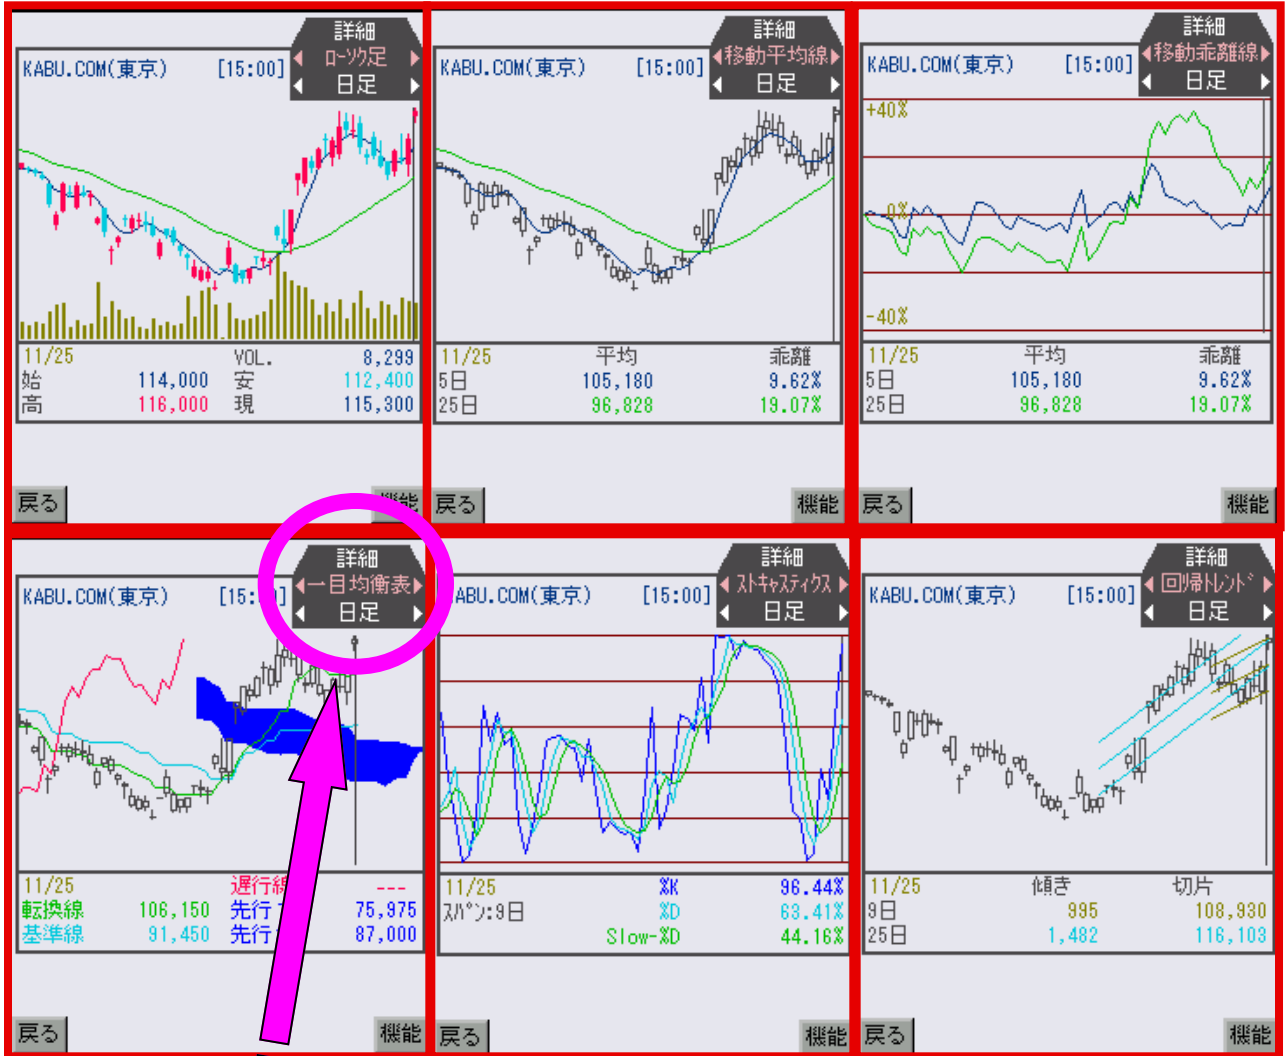 詳細
ローソク足
日足
KABU.COM(東京) [15:00]
11/25 VOL. 8,299
始 114,000 安 112,400
高 116,000 現 115,300
戻る 機能
詳細
移動平均線
日足
KABU.COM(東京) [15:00]
11/25 平均 乖離
5日 105,180 9.62%
25日 96,828 19.07%
戻る 機能
詳細
移動乖離線
日足
KABU.COM(東京) [15:00]
+40%
0%
-40%
11/25 平均 乖離
5日 105,180 9.62%
25日 96,828 19.07%
戻る 機能
詳細
一目均衡表
日足
KABU.COM(東京) [15:
11/25 遅行線 ---
転換線 106,150 先行 75,975
基準線 91,450 先行 87,000
戻る 機能
詳細
ストキャスティクス
日足
ABU.COM(東京) [15:00]
11/25 %K 96.44%
スパン:9日 %D 63.41%
Slow-%D 44.16%
戻る 機能
詳細
回帰トレンド
日足
KABU.COM(東京) [15:00]
11/25 傾き 切片
9日 995 108,930
25日 1,482 116,103
戻る 機能